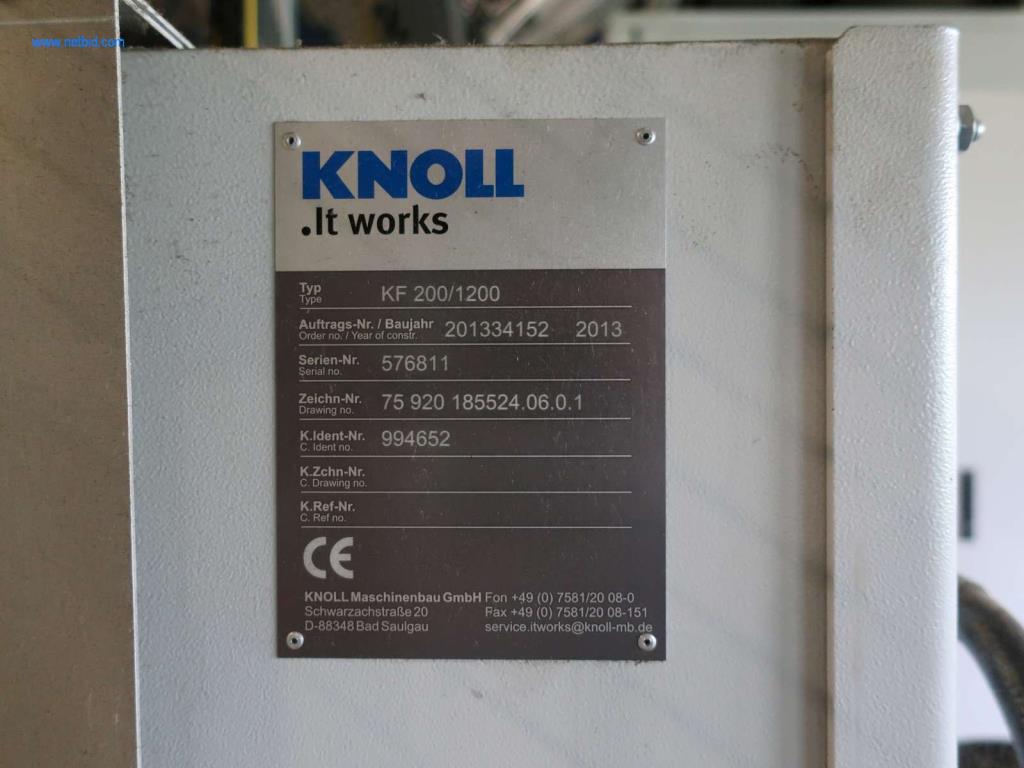 www.netbid.com
KNOLL
.It works
Typ KF 200/1200
Type
Auftrags-Nr. / Baujahr 201334152 2013
Order no. / Year of constr.
Serien-Nr. 576811
Serial no.
Zeichn-Nr. 75 920 185524.06.0.1
Drawing no.
K.Ident-Nr. 994652
C. Ident no.
K.Zchn-Nr.
C. Drawing no.
K.Ref-Nr.
C. Ref no.
CE
KNOLL Maschinenbau GmbH Fon +49 (0) 7581/20 08-0
Schwarzachstraße 20 Fax +49 (0) 7581/20 08-151
D-88348 Bad Saulgau service.itworks@knoll-mb.de